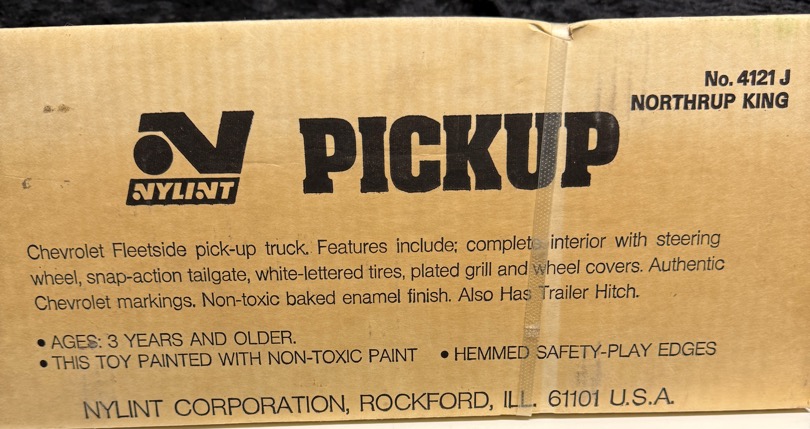 No. 4121 J
NORTHRUP KING
NYLINT
PICKUP
Chevrolet Fleetside pick-up truck. Features include; complete interior with steering
wheel, snap-action tailgate, white-lettered tires, plated grill and wheel covers. Authentic
Chevrolet markings. Non-toxic baked enamel finish. Also Has Trailer Hitch.
• AGES: 3 YEARS AND OLDER.
• THIS TOY PAINTED WITH NON-TOXIC PAINT • HEMMED SAFETY-PLAY EDGES
NYLINT CORPORATION, ROCKFORD, ILL. 61101 U.S.A.